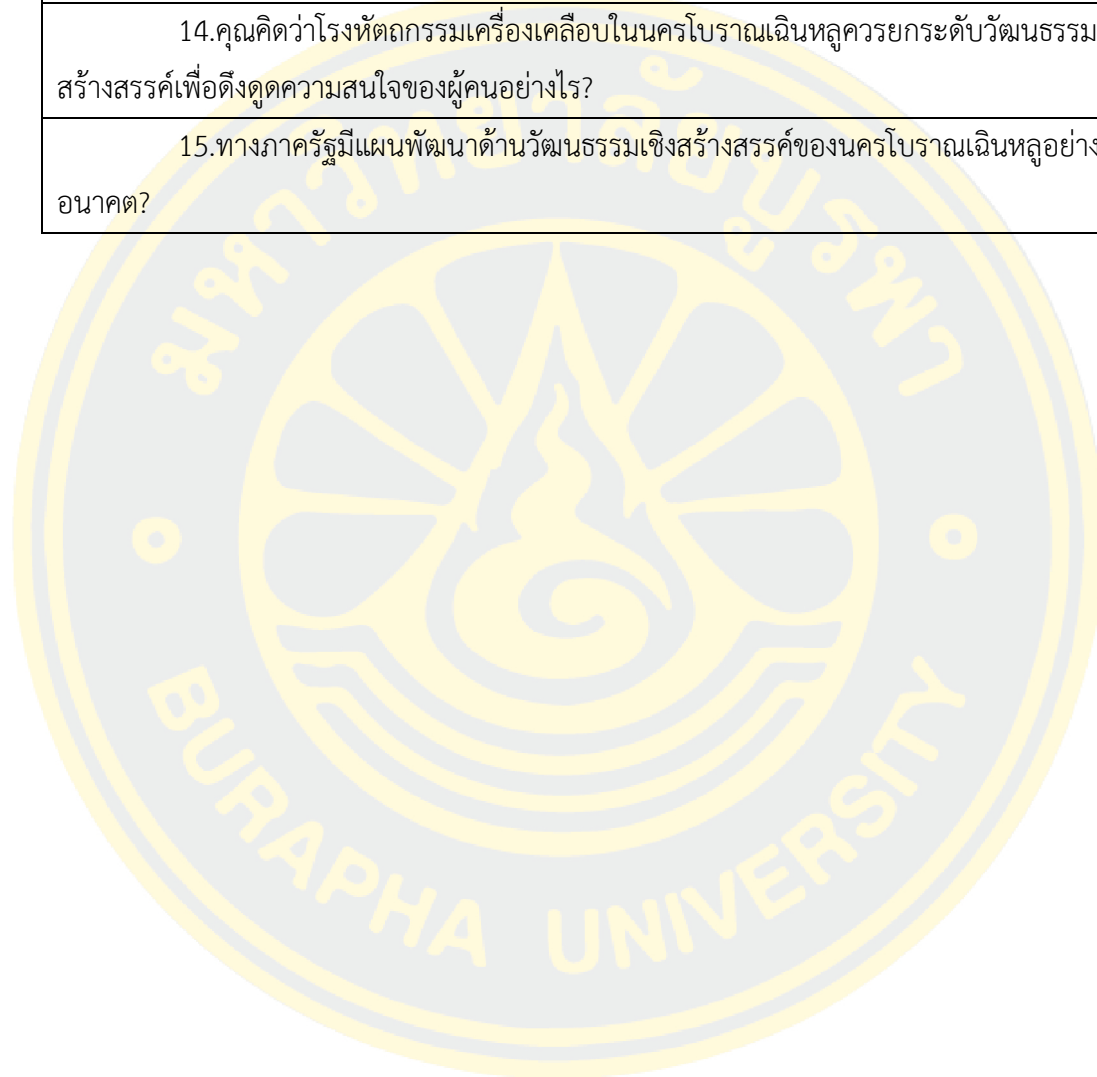 14.คุณคิดว่าโรงหัตถกรรมเครื่องเคลือบในนครโบราณเฉินหลูควรยกระดับวัฒนธรรม
สร้างสรรค์เพื่อดึงดูดความสนใจของผู้คนอย่างไร?
15.ทางภาครัฐมีแผนพัฒนาด้านวัฒนธรรมเชิงสร้างสรรค์ของนครโบราณเฉินหลูอย่าง
อนาคต?
มหาวิทยาลัยบูรพา
BURAPHA UNIVERSITY